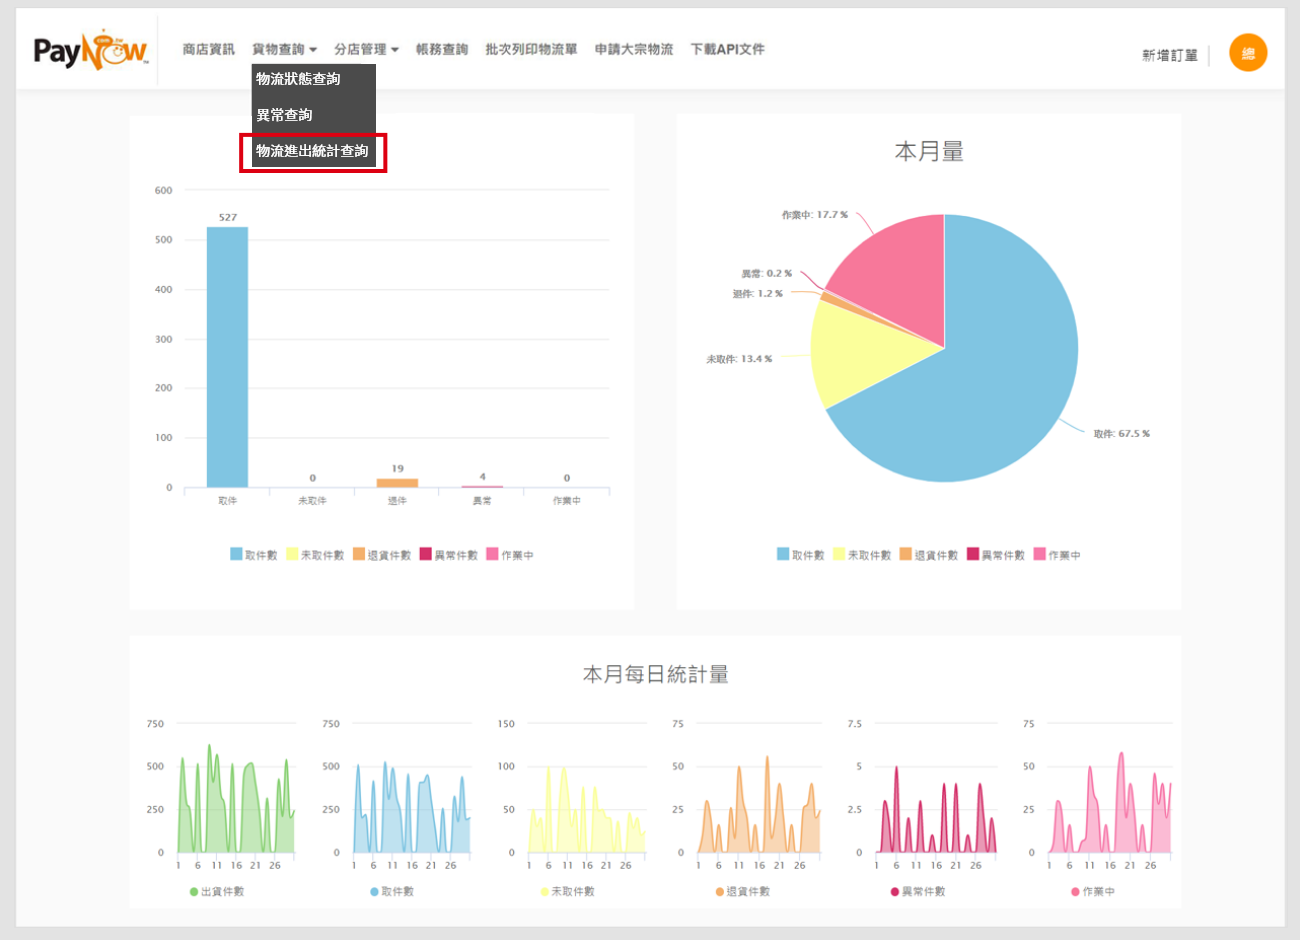 PayNow
商店資訊 貨物查詢 分店管理 帳務查詢 批次列印物流單 申請大宗物流 下載API文件
新增訂單
總
物流狀態查詢
異常查詢
物流進出統計查詢
600
500
400
300
200
100
0
527
0
19
4
0
取件 未取件 退件 異常 作業中
取件數 未取件數 退貨件數 異常件數 作業中
本月量
作業中: 17.7 %
異常: 0.2 %
退件: 1.2 %
未取件: 13.4 %
取件: 67.5 %
取件數 未取件數 退貨件數 異常件數 作業中
本月每日統計量
750
500
250
0
1 6 11 16 21 26
出貨件數
750
500
250
0
1 6 11 16 21 26
取件數
150
100
50
0
1 6 11 16 21 26
未取件數
75
50
25
0
1 6 11 16 21 26
退貨件數
7.5
5
2.5
0
1 6 11 16 21 26
異常件數
75
50
25
0
1 6 11 16 21 26
作業中